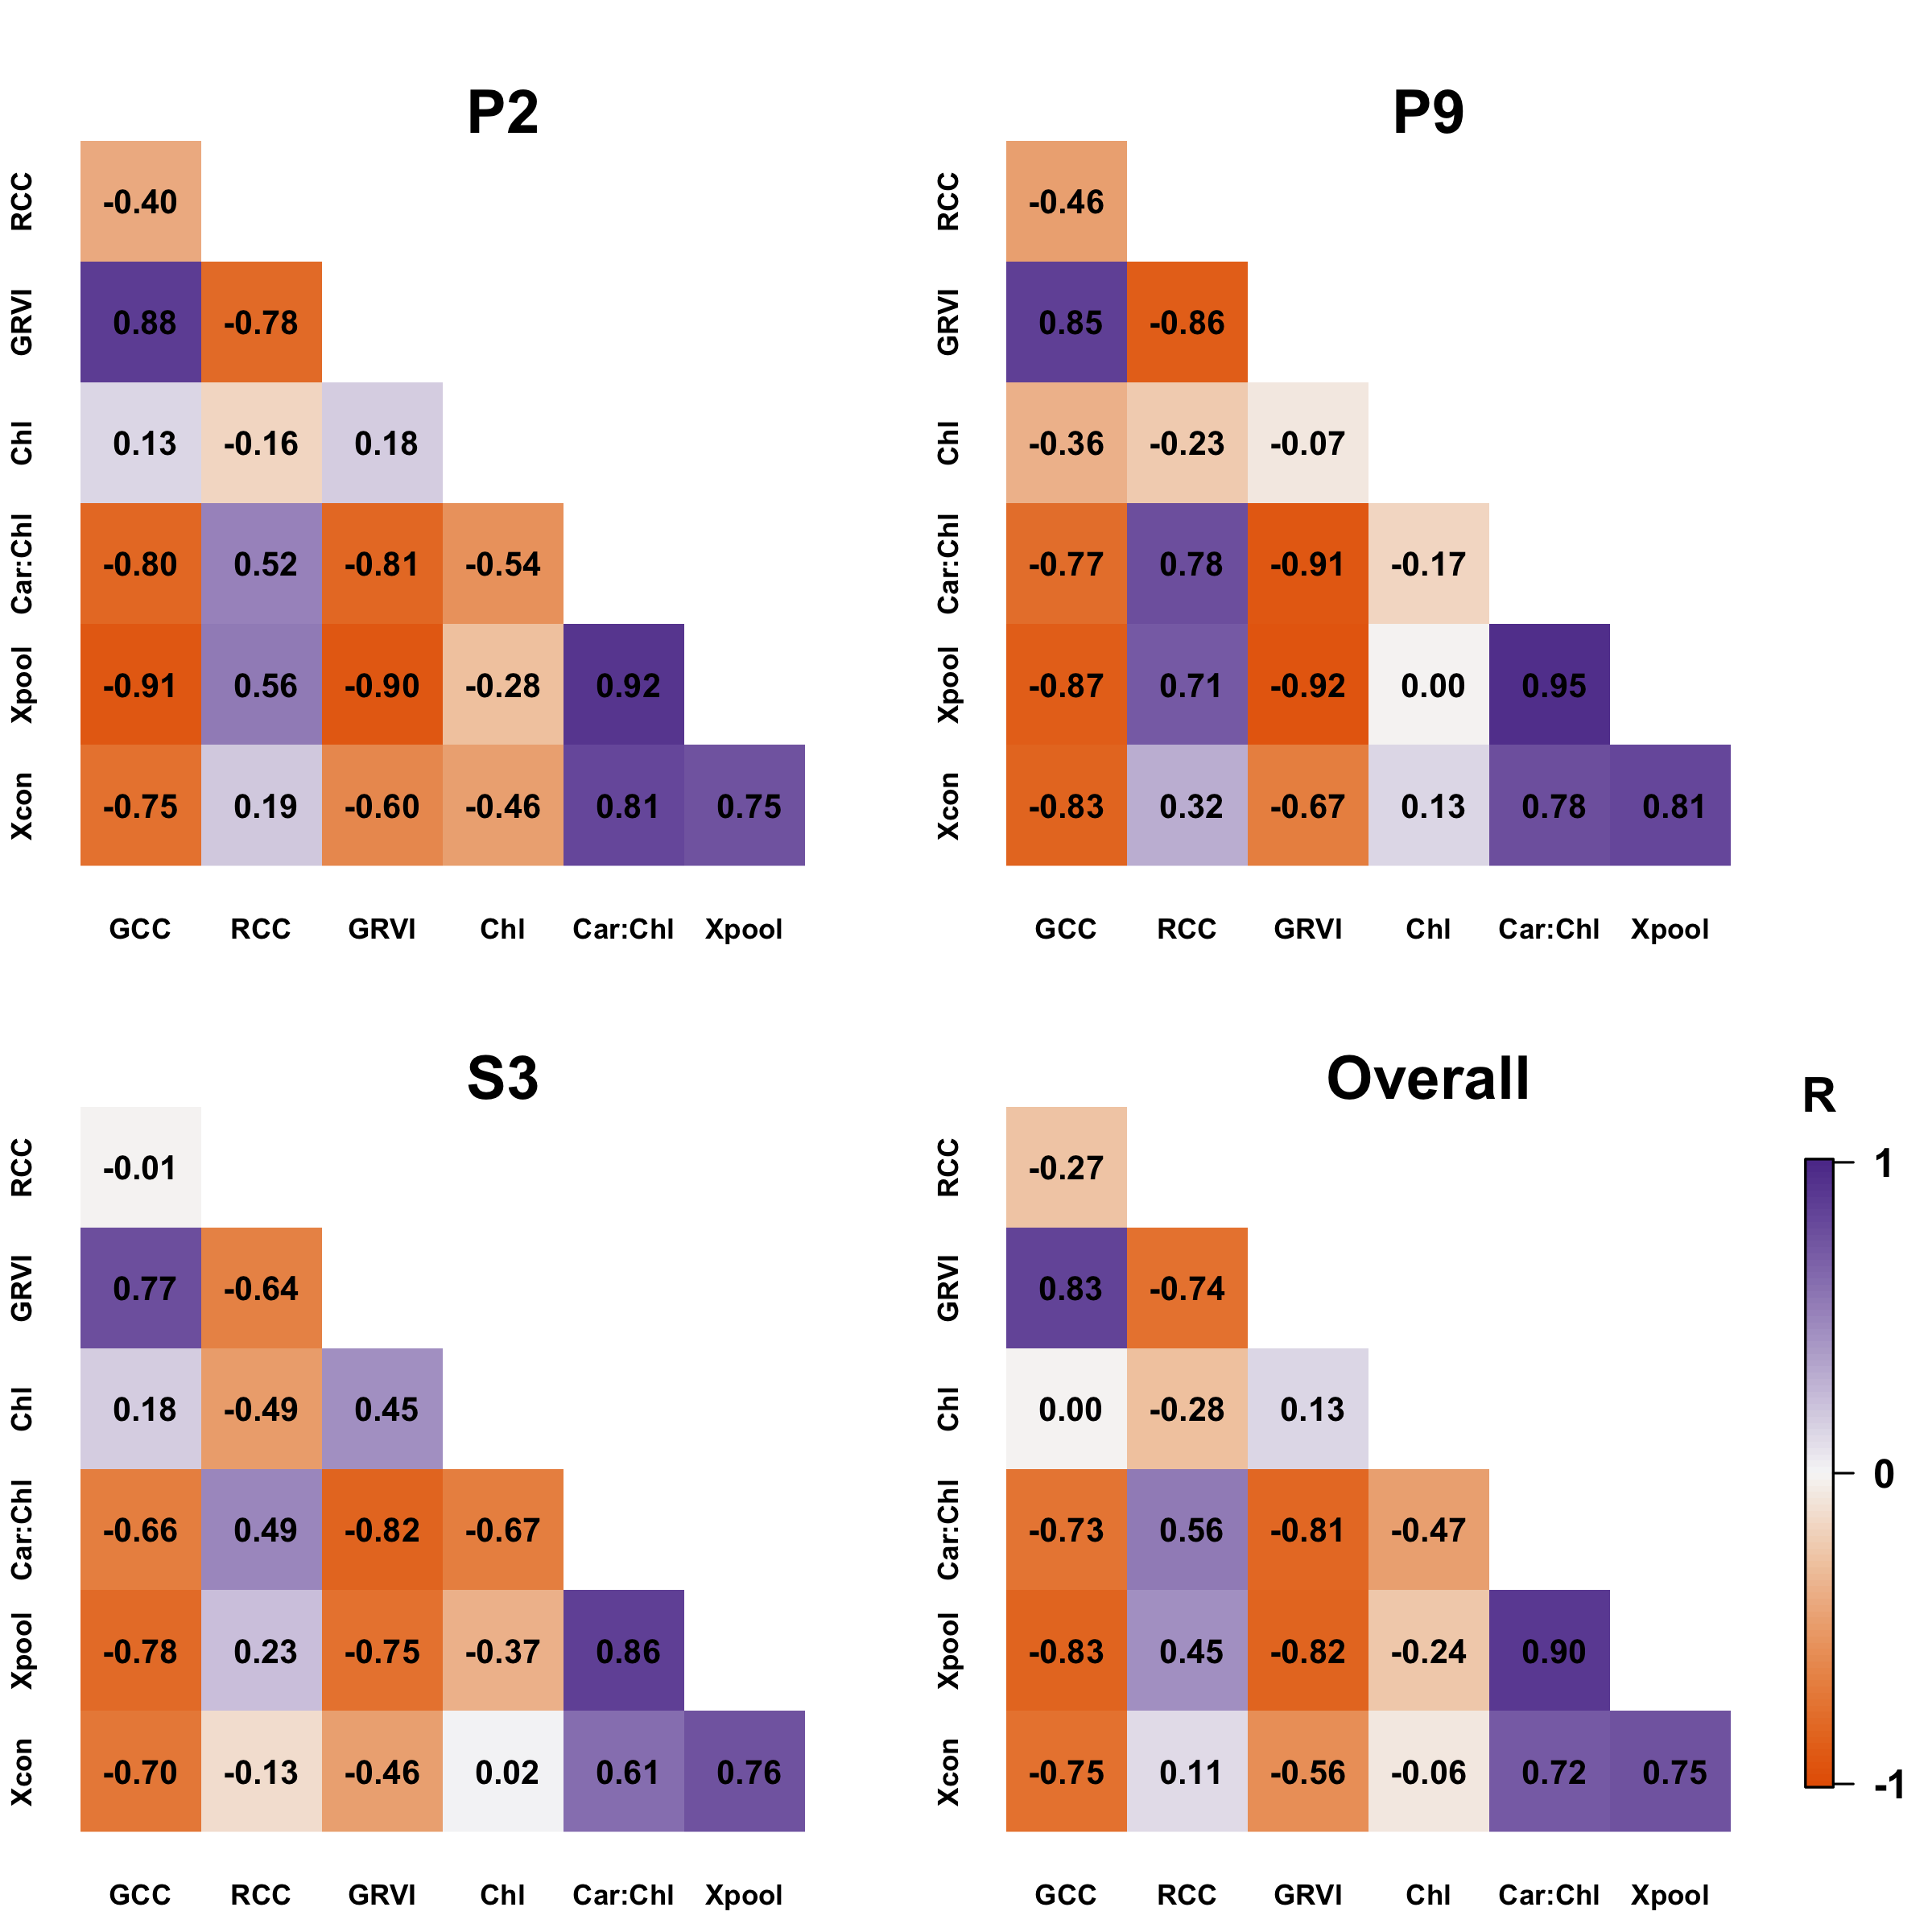 P2
RCC -0.40
GRVI 0.88 -0.78
Chl 0.13 -0.16 0.18
Car:Chl -0.80 0.52 -0.81 -0.54
Xpool -0.91 0.56 -0.90 -0.28 0.92
Xcon -0.75 0.19 -0.60 -0.46 0.81 0.75
GCC RCC GRVI Chl Car:Chl Xpool
P9
RCC -0.46
GRVI 0.85 -0.86
Chl -0.36 -0.23 -0.07
Car:Chl -0.77 0.78 -0.91 -0.17
Xpool -0.87 0.71 -0.92 0.00 0.95
Xcon -0.83 0.32 -0.67 0.13 0.78 0.81
GCC RCC GRVI Chl Car:Chl Xpool
S3
RCC -0.01
GRVI 0.77 -0.64
Chl 0.18 -0.49 0.45
Car:Chl -0.66 0.49 -0.82 -0.67
Xpool -0.78 0.23 -0.75 -0.37 0.86
Xcon -0.70 -0.13 -0.46 0.02 0.61 0.76
GCC RCC GRVI Chl Car:Chl Xpool
Overall
RCC -0.27
GRVI 0.83 -0.74
Chl 0.00 -0.28 0.13
Car:Chl -0.73 0.56 -0.81 -0.47
Xpool -0.83 0.45 -0.82 -0.24 0.90
Xcon -0.75 0.11 -0.56 -0.06 0.72 0.75
GCC RCC GRVI Chl Car:Chl Xpool
R
1
0
-1